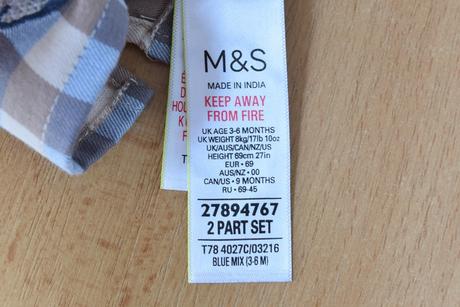 M&S
MADE IN INDIA
KEEP AWAY
FROM FIRE
UK AGE 3-6 MONTHS
UK WEIGHT 8kg/17lb 10oz
UK/AUS/CAN/NZ/US
HEIGHT 69cm 27in
EUR • 69
AUS/NZ • 00
CAN/US • 9 MONTHS
RU • 69-45
27894767
2 PART SET
T78 4027C/03216
BLUE MIX (3-6 M)